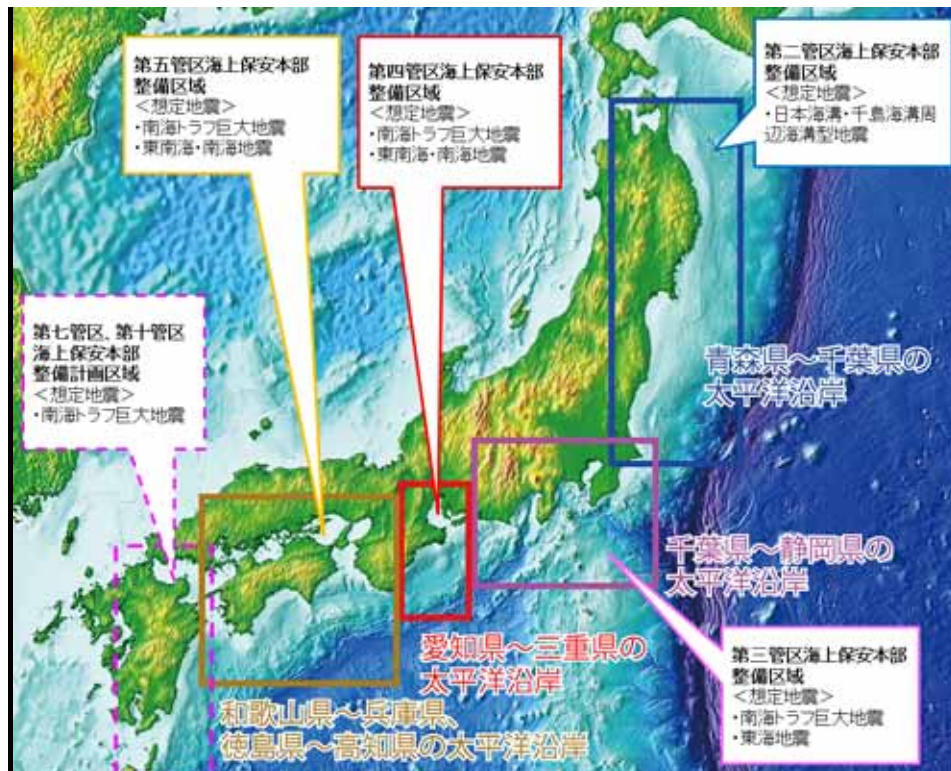 第五管区海上保安本部
整備区域
<想定地震>
・南海トラフ巨大地震
・東南海・南海地震
第四管区海上保安本部
整備区域
<想定地震>
・南海トラフ巨大地震
・東南海・南海地震
第二管区海上保安本部
整備区域
<想定地震>
・日本海溝・千島海溝周
辺海溝型地震
第七管区、第十管区
海上保安本部
整備計画区域
<想定地震>
・南海トラフ巨大地震
青森県～千葉県の
太平洋沿岸
千葉県～静岡県の
太平洋沿岸
愛知県～三重県の
太平洋沿岸
和歌山県～兵庫県、
徳島県～高知県の太平洋沿岸
第三管区海上保安本部
整備区域
<想定地震>
・南海トラフ巨大地震
・東海地震